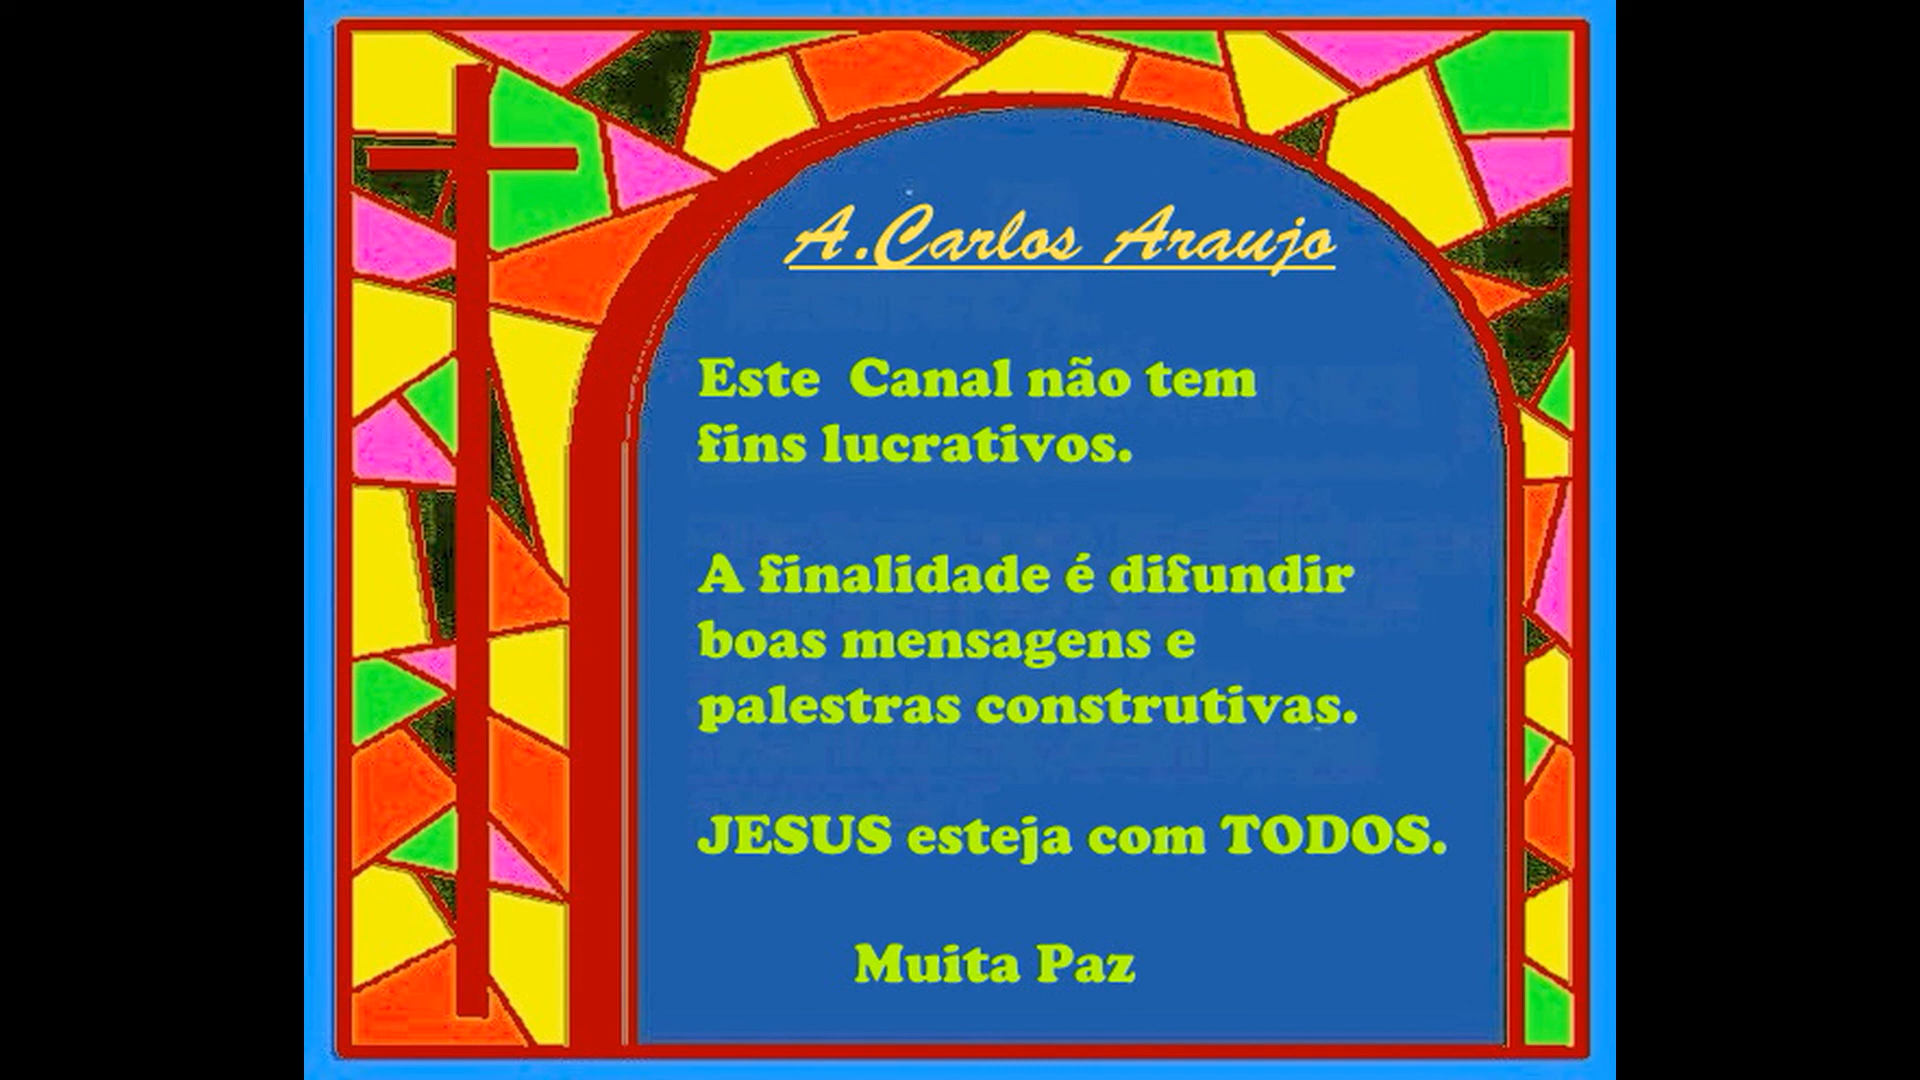 A.Carlos Araujo
Este Canal não tem
fins lucrativos.
A finalidade é difundir
boas mensagens e
palestras construtivas.
JESUS esteja com TODOS.
Muita Paz